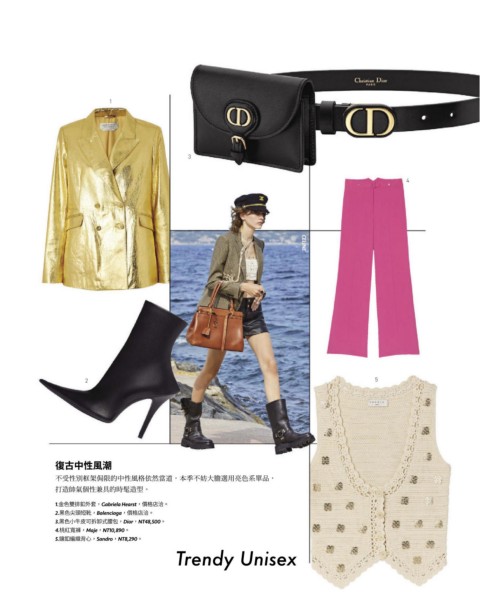 1
Christian Dior
PARIS
3
4
2
5
復古中性風潮
不受性別框架侷限的中性風格依然當道，本季不妨大膽選用亮色系單品，
打造帥氣個性兼具的時髦造型。
1.金色雙排釦外套，Gabriela Hearst，價格店洽。
2.黑色尖頭短靴，Balenciaga，價格店洽。
3.黑色小牛皮可拆卸式腰包，Dior，NT48,500。
4.桃紅寬褲，Maje，NT10,890。
5.鑲釦編織背心，Sandro，NT8,290。
Trendy Unisex